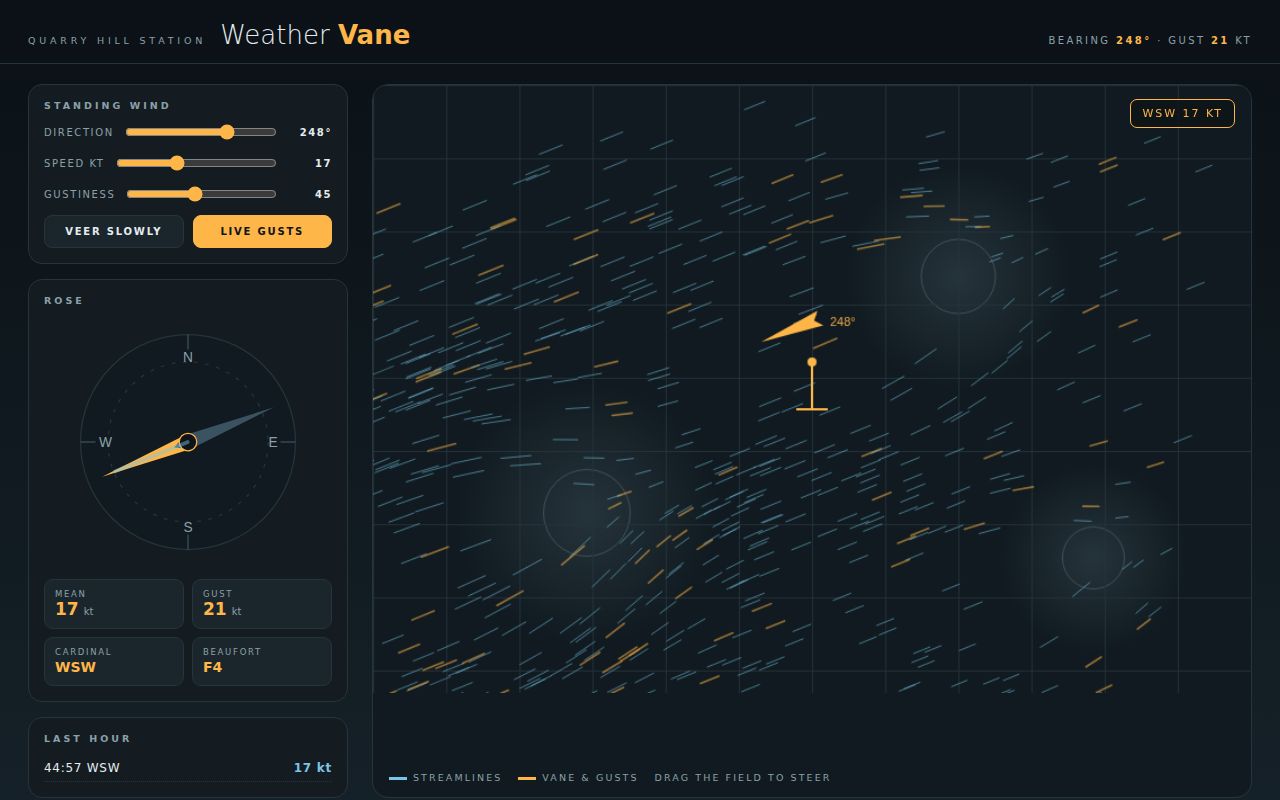 QUARRY HILL STATION Weather Vane
BEARING 248° · GUST 21 KT
STANDING WIND
DIRECTION 248°
SPEED KT 17
GUSTINESS 45
VEER SLOWLY LIVE GUSTS
ROSE
N
W E
S
MEAN
17 kt
GUST
21 kt
CARDINAL
WSW
BEAUFORT
F4
LAST HOUR
44:57 WSW 17 kt
WSW 17 KT
248°
STREAMLINES VANE & GUSTS DRAG THE FIELD TO STEER